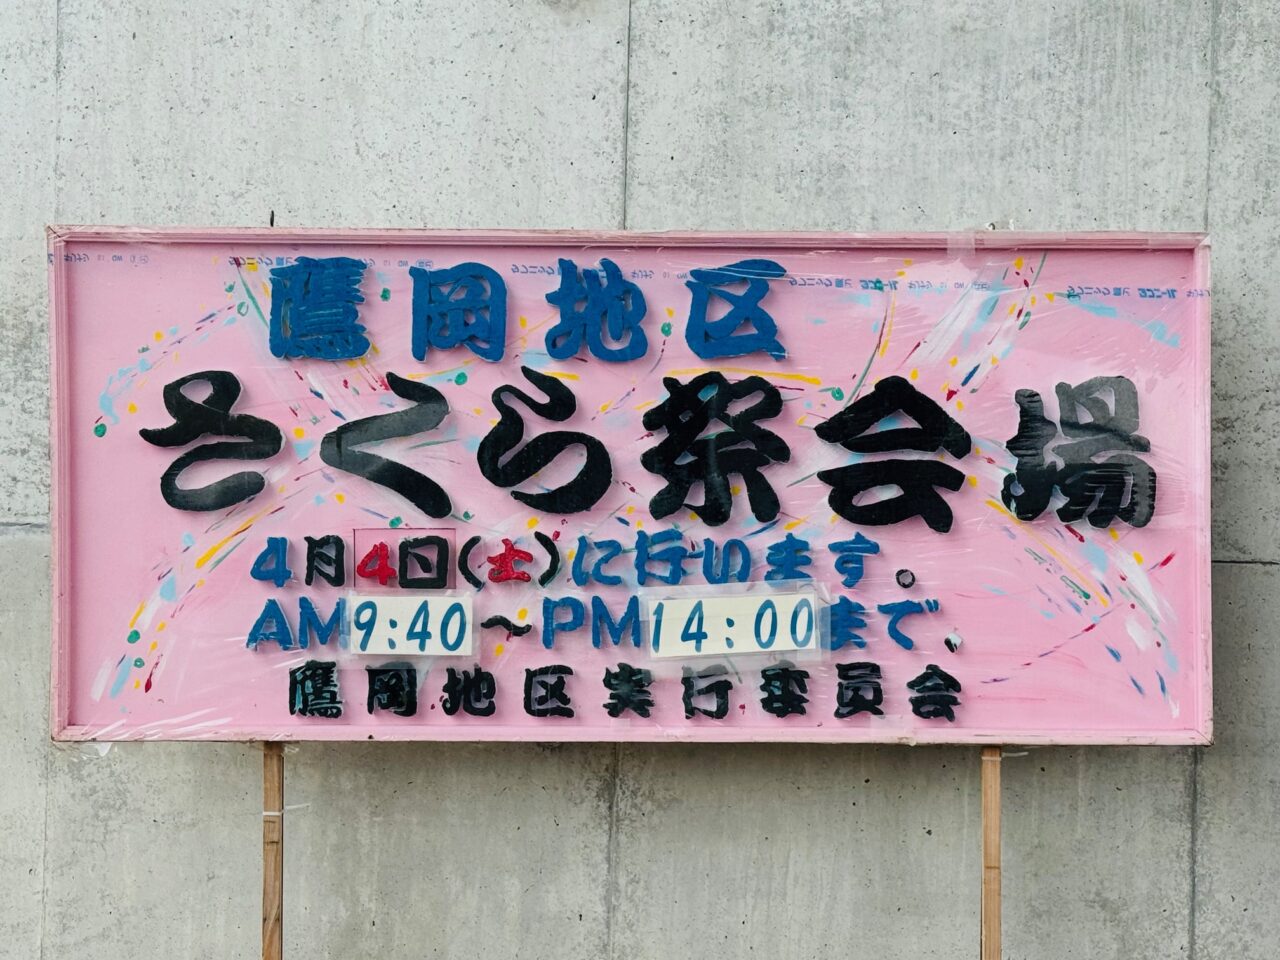 鷹岡地区
さくら祭会場
4月4日(土)に行います。
AM9:40～PM14:00まで.
鷹岡地区実行委員会